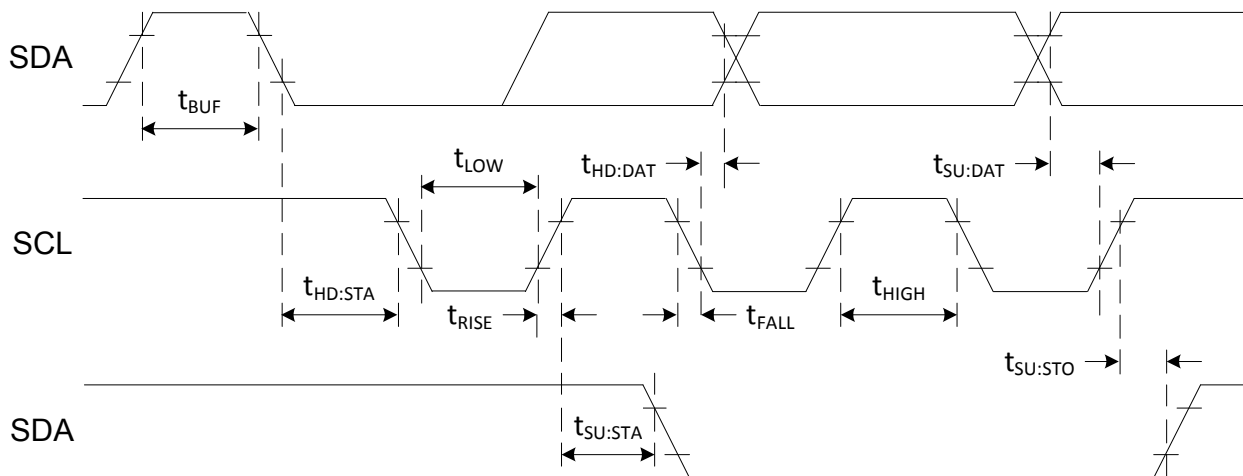 SDA
tBUF
tLOW
tHD:DAT
tSU:DAT
SCL
tHD:STA
tRISE
tFALL
tHIGH
tSU:STO
SDA
tSU:STA